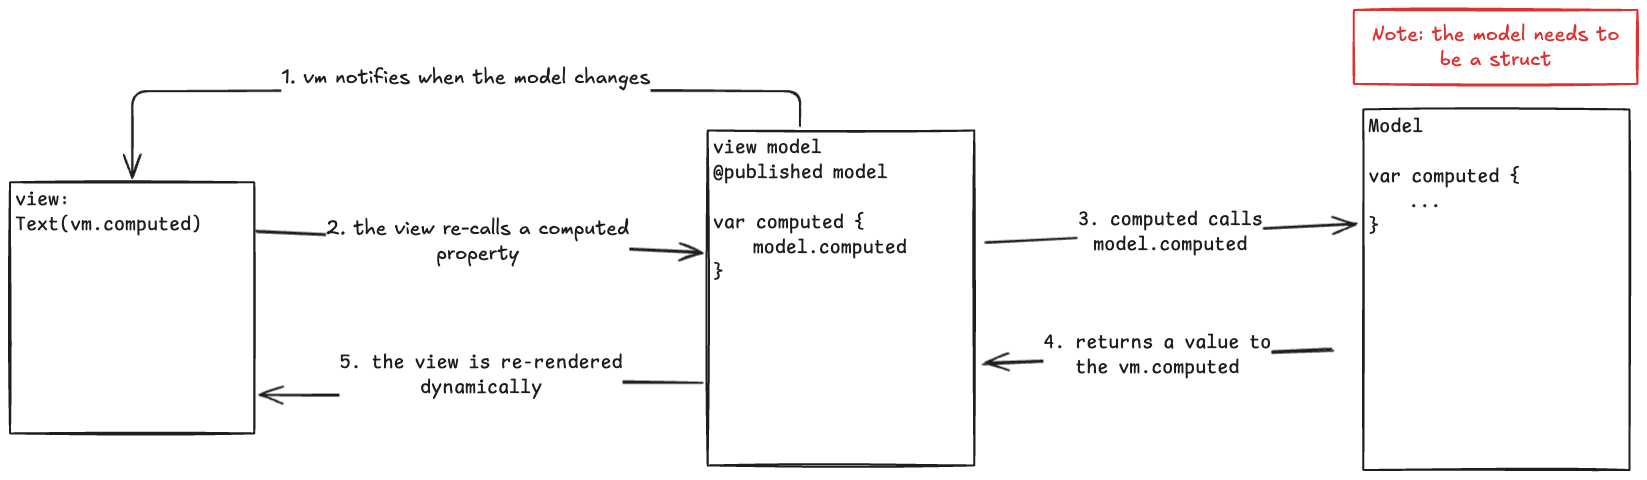 Note: the model needs to
be a struct
1. vm notifies when the model changes
view:
Text(vm.computed)
2. the view re-calls a computed
property
5. the view is re-rendered
dynamically
view model
@published model
var computed {
model.computed
}
3. computed calls
model.computed
4. returns a value to
the vm.computed
Model
var computed {
...
}